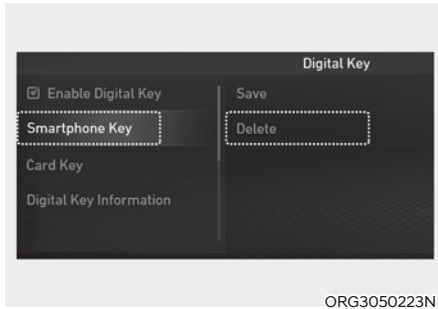 Digital Key
Enable Digital Key
Save
Smartphone Key
Delete
Card Key
Digital Key Information
ORG3050223N